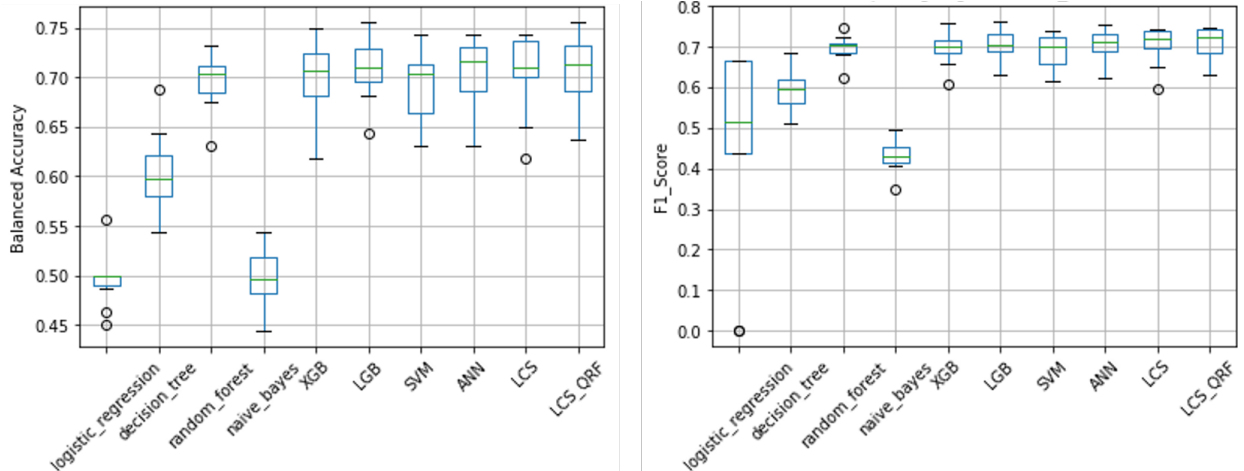 Balanced Accuracy
0.75
0.70
0.65
0.60
0.55
0.50
0.45
logistic_regression
decision_tree
random_forest
naive_bayes
XGB
LGB
SVM
ANN
LCS
LCS_QRF
F1_Score
0.8
0.7
0.6
0.5
0.4
0.3
0.2
0.1
0.0
logistic_regression
decision_tree
random_forest
naive_bayes
XGB
LGB
SVM
ANN
LCS
LCS_QRF